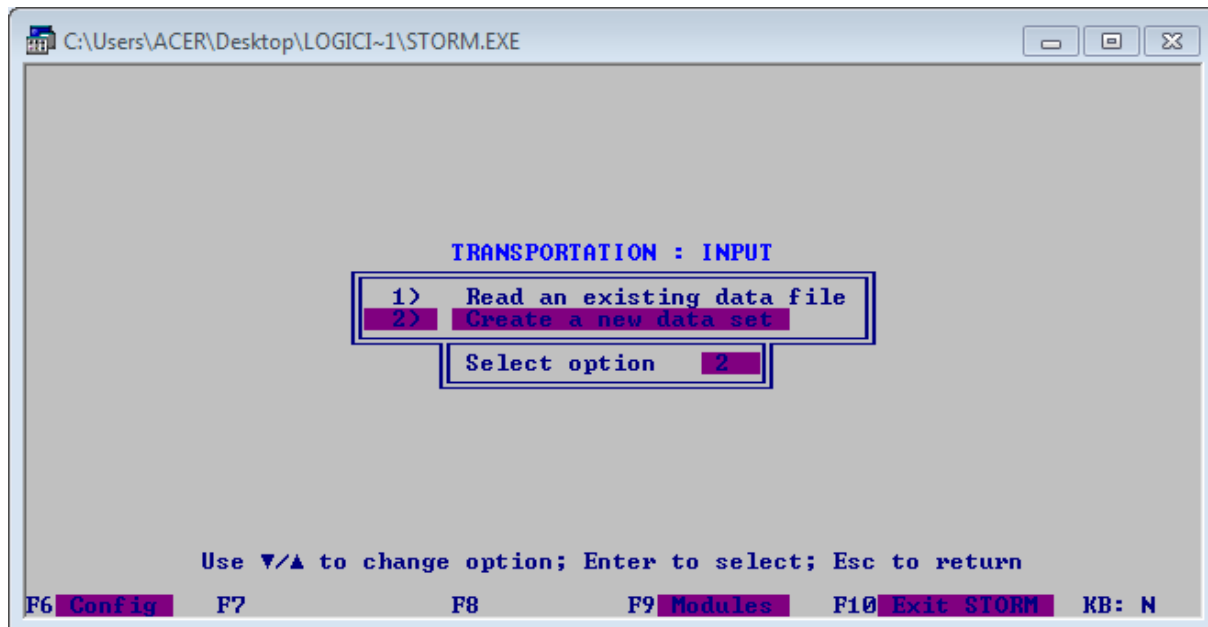 C:\Users\ACER\Desktop\LOGICI~1\STORM.EXE
TRANSPORTATION : INPUT
1) Read an existing data file
2) Create a new data set
Select option 2
Use ▼/▲ to change option; Enter to select; Esc to return
F6 Config F7 F8 F9 Modules F10 Exit STORM KB: N